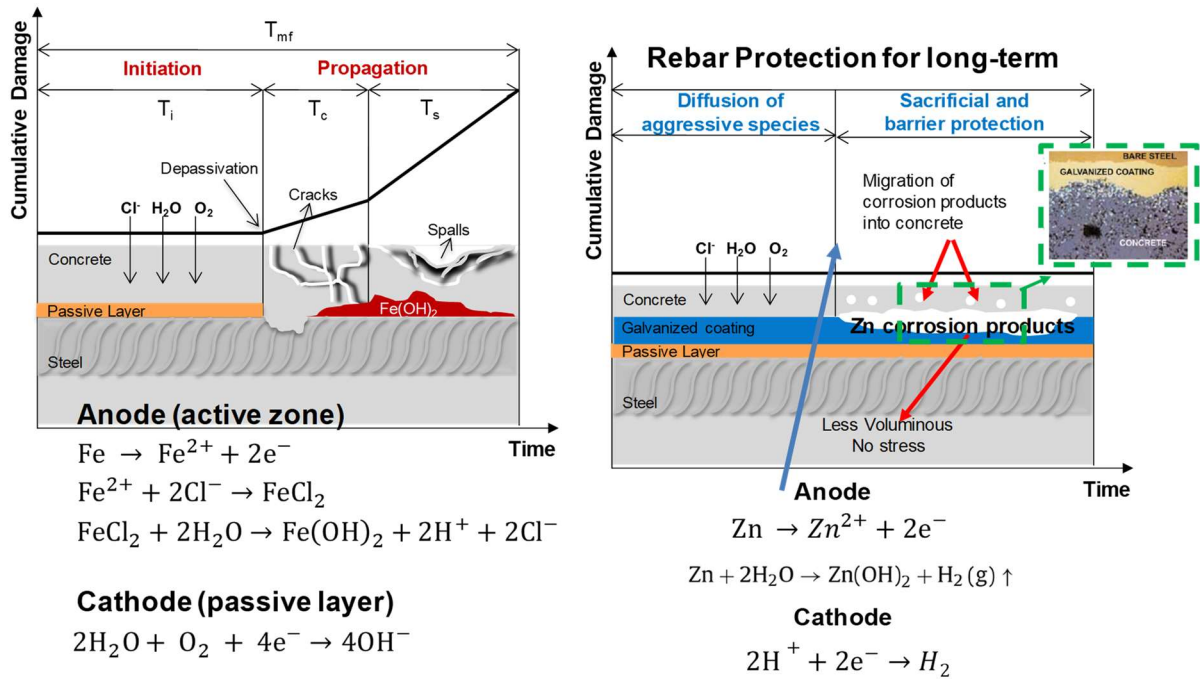 Cumulative Damage
T_mf
Initiation
Propagation
T_i
T_c
T_s
Depassivation
Cracks
Cl⁻ H₂O O₂
Spalls
Concrete
Passive Layer
Fe(OH)₂
Steel
Time
Anode (active zone)
Fe → Fe²⁺ + 2e⁻
Fe²⁺ + 2Cl⁻ → FeCl₂
FeCl₂ + 2H₂O → Fe(OH)₂ + 2H⁺ + 2Cl⁻
Cathode (passive layer)
2H₂O + O₂ + 4e⁻ → 4OH⁻
Rebar Protection for long-term
Cumulative Damage
Diffusion of
aggressive species
Sacrificial and
barrier protection
BARE STEEL
GALVANIZED COATING
CONCRETE
Migration of
corrosion products
into concrete
Cl⁻ H₂O O₂
Concrete
Zn corrosion products
Galvanized coating
Passive Layer
Steel
Less Voluminous
No stress
Time
Anode
Zn → Zn²⁺ + 2e⁻
Zn + 2H₂O → Zn(OH)₂ + H₂(g) ↑
Cathode
2H⁺ + 2e⁻ → H₂